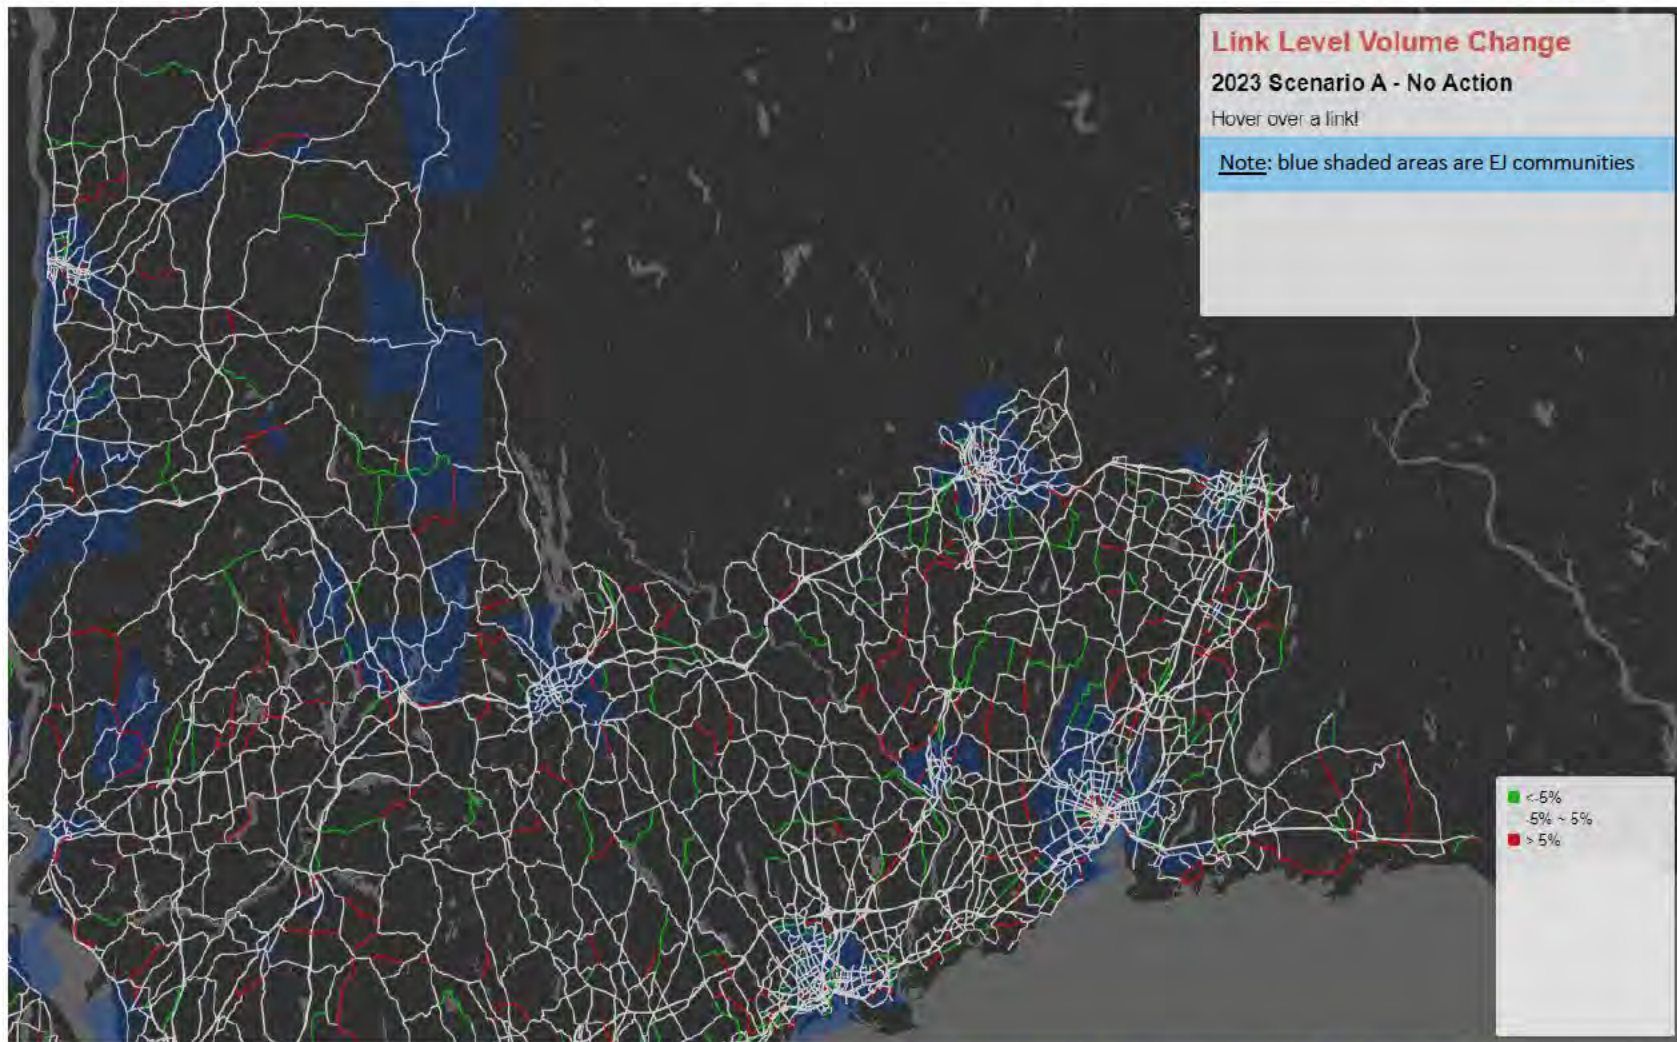 Link Level Volume Change
2023 Scenario A - No Action
Hover over a link!
Note: blue shaded areas are EJ communities
<-5%
-5% ~ 5%
> 5%